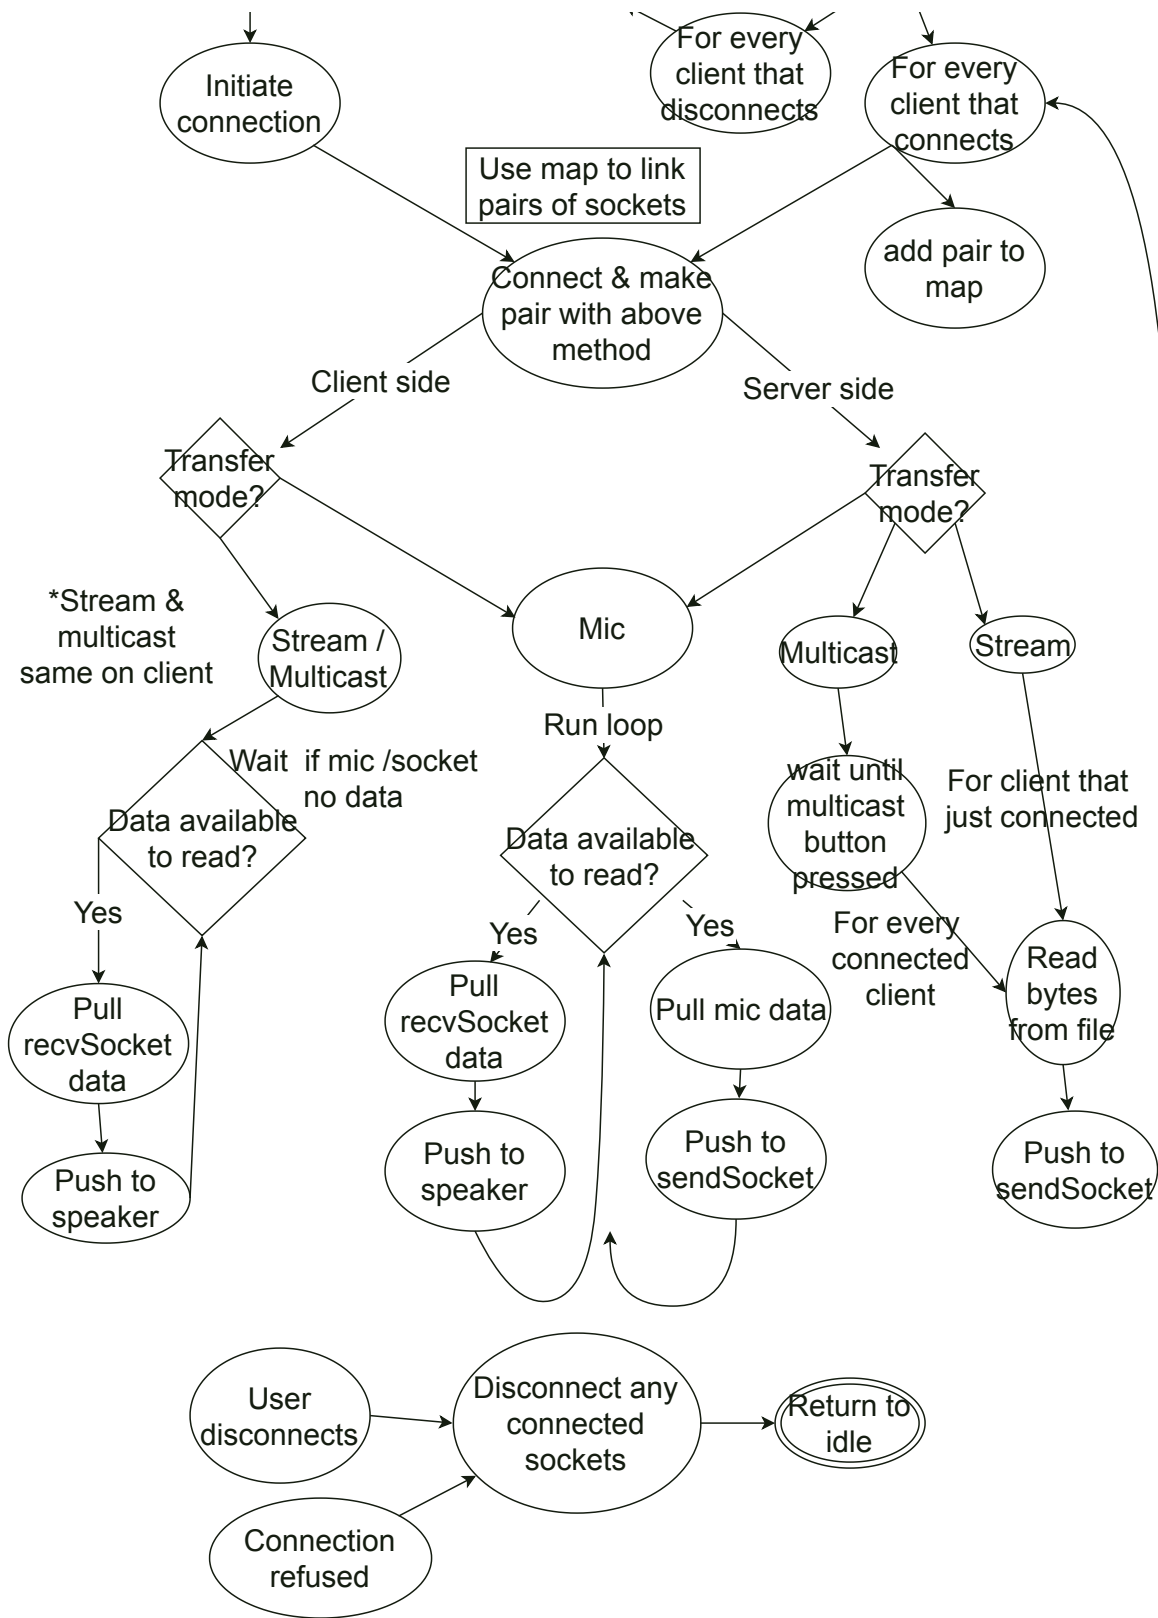 Initiate
connection
For every
client that
disconnects
For every
client that
connects
Use map to link
pairs of sockets
add pair to
map
Connect & make
pair with above
method
Client side
Server side
Transfer
mode?
Transfer
mode?
*Stream &
multicast
same on client
Stream /
Multicast
Mic
Multicast
Stream
Run loop
Wait  if mic /socket
no data
Data available
to read?
Data available
to read?
wait until
multicast
button
pressed
For client that
just connected
Yes
Yes
Yes
For every
connected
client
Read
bytes
from file
Pull
recvSocket
data
Pull
recvSocket
data
Pull mic data
Push to
speaker
Push to
speaker
Push to
sendSocket
Push to
sendSocket
User
disconnects
Disconnect any
connected
sockets
Return to
idle
Connection
refused